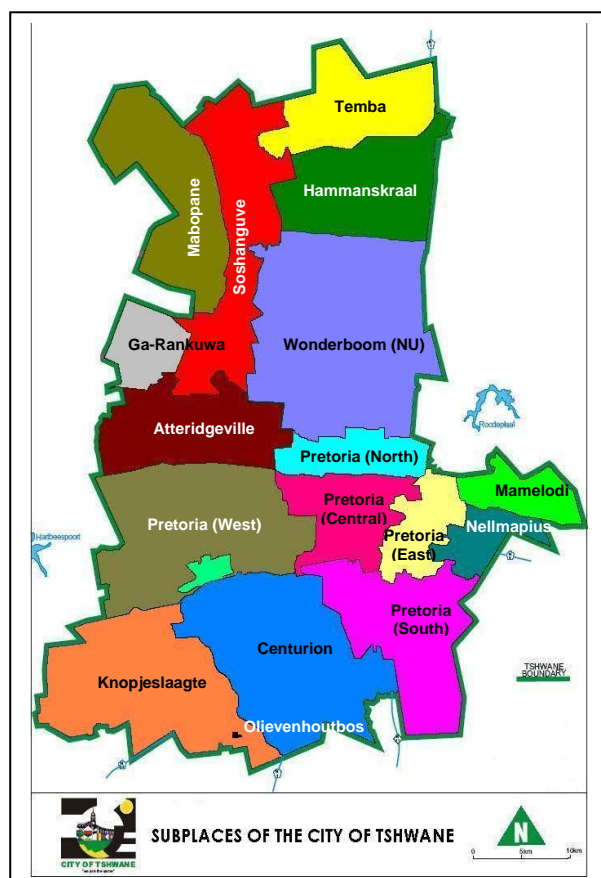 Temba
Hammanskraal
Mabopane
Soshanguve
Ga-Rankuwa
Wonderboom (NU)
Roodeplaat
Atteridgeville
Pretoria (North)
Mamelodi
Pretoria
(Central)
Nellmapius
Pretoria (West)
Pretoria
(East)
Hartbeespoort
Pretoria
(South)
Centurion
TSHWANE
BOUNDARY
Knopjeslaagte
Olievenhoutbos
SUBPLACES OF THE CITY OF TSHWANE
N
CITY OF TSHWANE
0 5km 10km